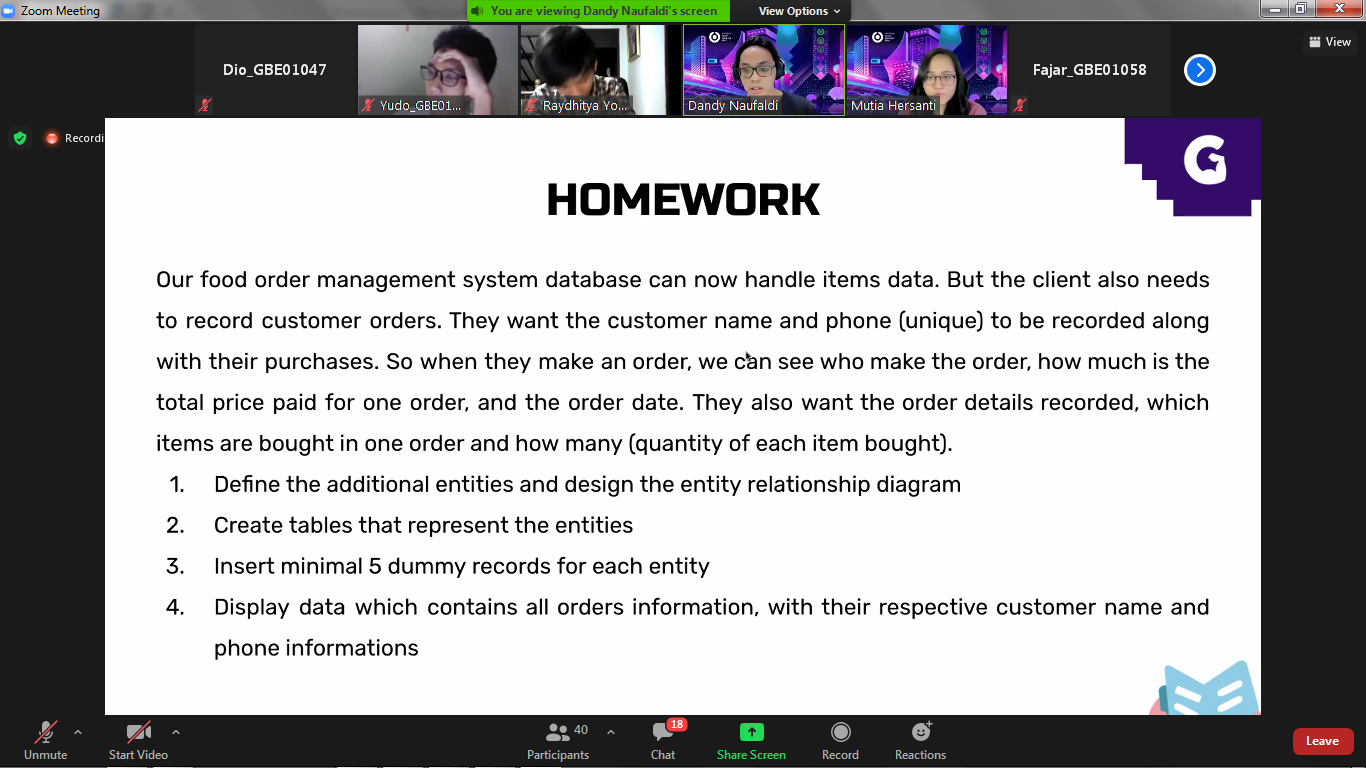 Zoom Meeting
You are viewing Dandy Naufaldi's screen
View Options
View
Dio_GBE01047
Yudo_GBE01...
Raydhitya Yo...
Dandy Naufaldi
Mutia Hersanti
Fajar_GBE01058
Recordi
G
HOMEWORK
Our food order management system database can now handle items data. But the client also needs
to record customer orders. They want the customer name and phone (unique) to be recorded along
with their purchases. So when they make an order, we can see who make the order, how much is the
total price paid for one order, and the order date. They also want the order details recorded, which
items are bought in one order and how many (quantity of each item bought).
1. Define the additional entities and design the entity relationship diagram
2. Create tables that represent the entities
3. Insert minimal 5 dummy records for each entity
4. Display data which contains all orders information, with their respective customer name and
phone informations
Unmute
Start Video
Participants
40
Chat
18
Share Screen
Record
Reactions
Leave